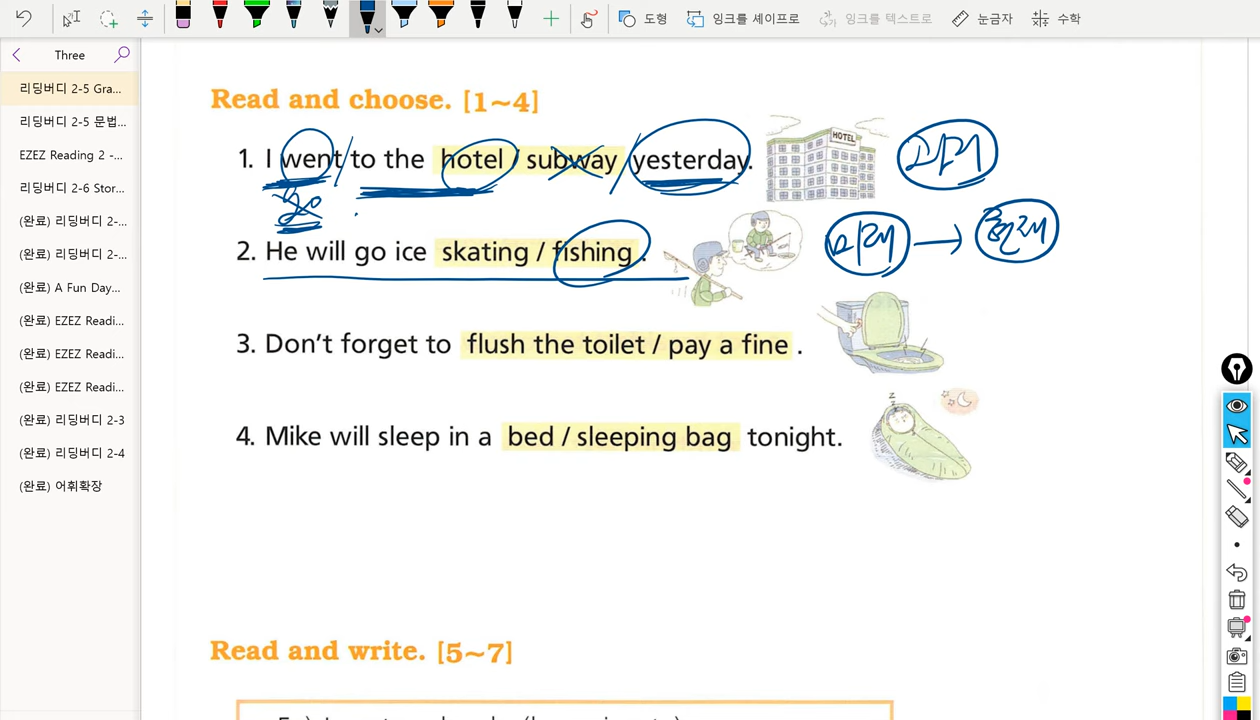 도형
잉크를 셰이프로
잉크를 텍스트로
눈금자
수학
Three
리딩버디 2-5 Gra...
리딩버디 2-5 문법...
EZEZ Reading 2 -...
리딩버디 2-6 Stor...
(완료) 리딩버디 2-...
(완료) 리딩버디 2-...
(완료) A Fun Day...
(완료) EZEZ Readi...
(완료) EZEZ Readi...
(완료) EZEZ Readi...
(완료) 리딩버디 2-3
(완료) 리딩버디 2-4
(완료) 어휘확장
Read and choose. [1~4]
1. I went to the hotel / subway yesterday.
HOTEL
과거
go
2. He will go ice skating / fishing .
미래 → 현재
3. Don't forget to flush the toilet / pay a fine .
4. Mike will sleep in a bed / sleeping bag tonight.
z
z
Read and write. [5~7]